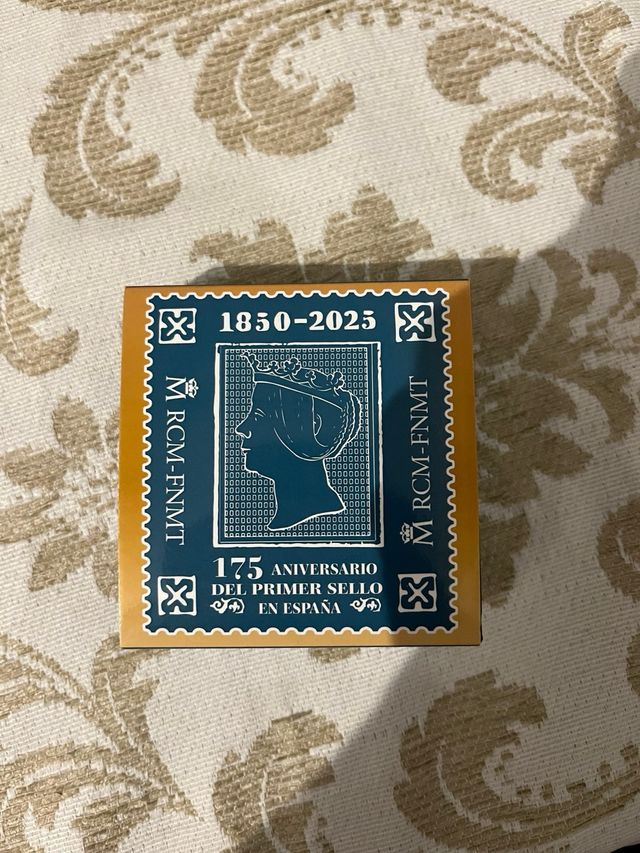 1850-2025
M RCM-FNMT
M RCM-FNMT
175 ANIVERSARIO
DEL PRIMER SELLO
EN ESPAÑA